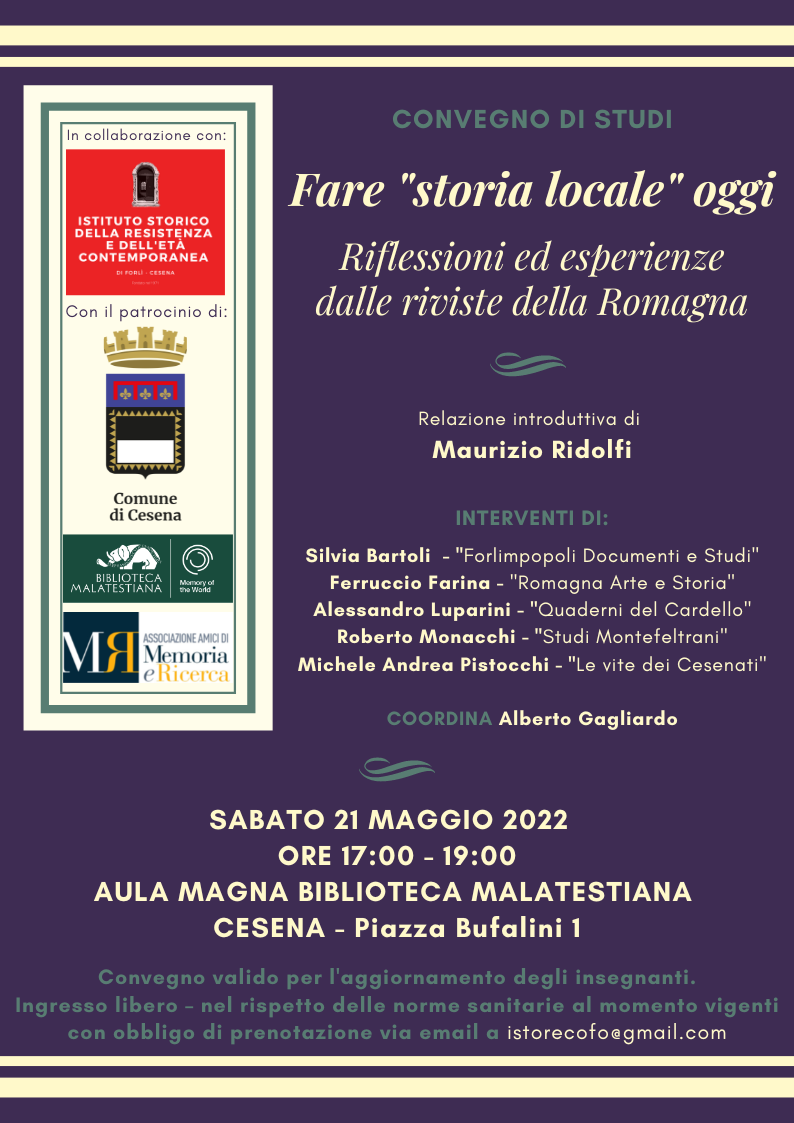 In collaborazione con:
ISTITUTO STORICO
DELLA RESISTENZA
E DELL'ETÀ
CONTEMPORANEA
DI FORLÌ - CESENA
Con il patrocinio di:
Comune
di Cesena
BIBLIOTECA
MALATESTIANA
Memory of
the World
MR
ASSOCIAZIONE AMICI DI
Memoria
e Ricerca
CONVEGNO DI STUDI
Fare "storia locale" oggi
Riflessioni ed esperienze
dalle riviste della Romagna
Relazione introduttiva di
Maurizio Ridolfi
INTERVENTI DI:
Silvia Bartoli - "Forlimpopoli Documenti e Studi"
Ferruccio Farina - "Romagna Arte e Storia"
Alessandro Luparini - "Quaderni del Cardello"
Roberto Monacchi - "Studi Montefeltrani"
Michele Andrea Pistocchi - "Le vite dei Cesenati"
COORDINA Alberto Gagliardo
SABATO 21 MAGGIO 2022
ORE 17:00 - 19:00
AULA MAGNA BIBLIOTECA MALATESTIANA
CESENA - Piazza Bufalini 1
Convegno valido per l'aggiornamento degli insegnanti.
Ingresso libero - nel rispetto delle norme sanitarie al momento vigenti
con obbligo di prenotazione via email a istorecofo@gmail.com